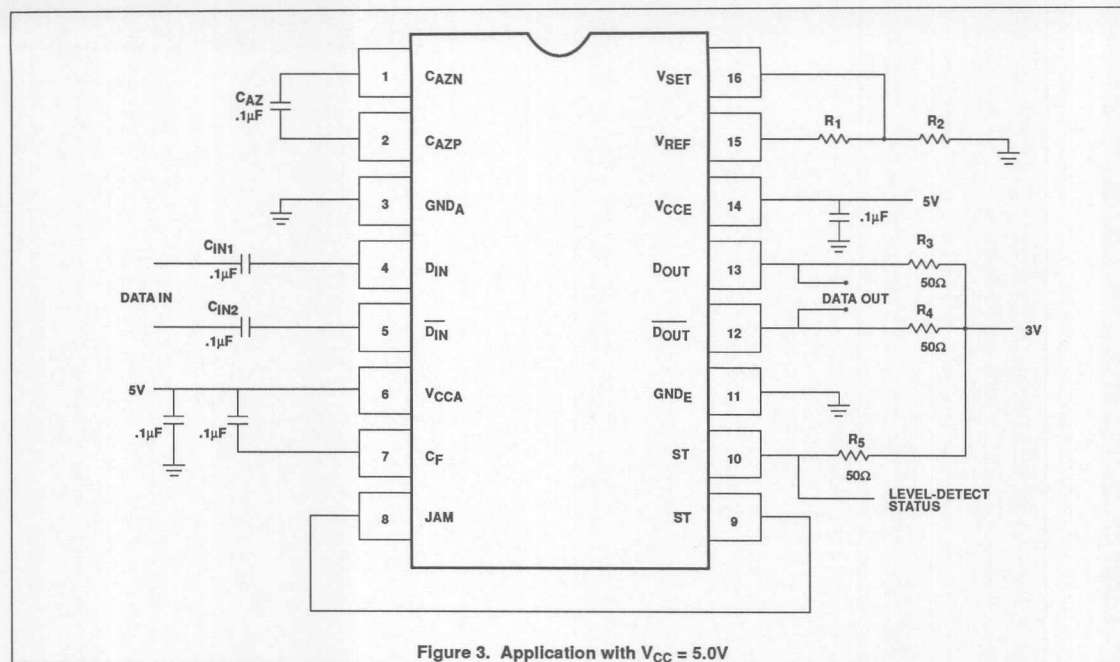 CAZN
1
CAZ
.1µF
2
CAZP
3
GNDA
CIN1
.1µF
4
DIN
DATA IN
CIN2
.1µF
5
D̅I̅N̅
5V
6
VCCA
.1µF
.1µF
7
CF
8
JAM
VSET
16
R1
R2
VREF
15
VCCE
14
5V
.1µF
DOUT
13
R3
50Ω
DATA OUT
R4
D̅O̅U̅T̅
12
50Ω
3V
GNDE
11
ST
10
R5
50Ω
LEVEL-DETECT
STATUS
S̅T̅
9
Figure 3. Application with VCC = 5.0V